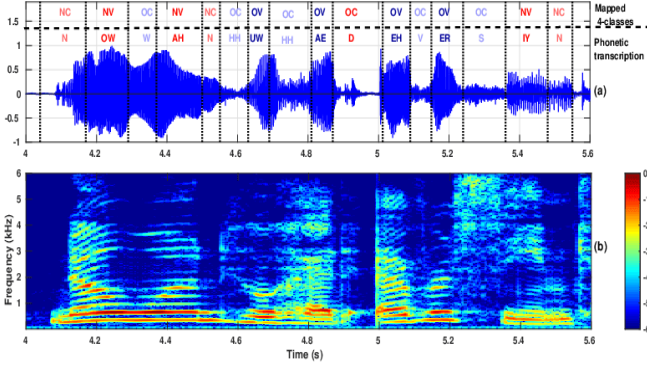 NC NV OC NV NC OC OV OC OV OC OV OC OV OC NV NC Mapped
4-classes
N OW W AH N HH UW HH AE D EH V ER S IY N Phonetic
transcription
1.5
1
0.5
0
-0.5
-1
(a)
4 4.2 4.4 4.6 4.8 5 5.2 5.4 5.6
Frequency (kHz)
6
5
4
3
2
1
(b)
0
4 4.2 4.4 4.6 4.8 5 5.2 5.4 5.6
Time (s)